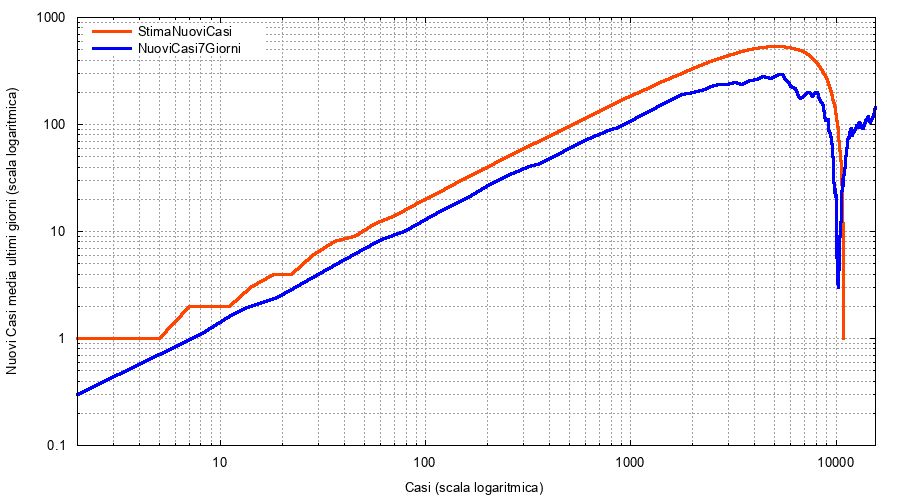 StimaNuoviCasi
NuoviCasi7Giorni
Nuovi Casi media ultimi giorni (scala logaritmica)
1000
100
10
1
0.1
10
100
1000
10000
Casi (scala logaritmica)